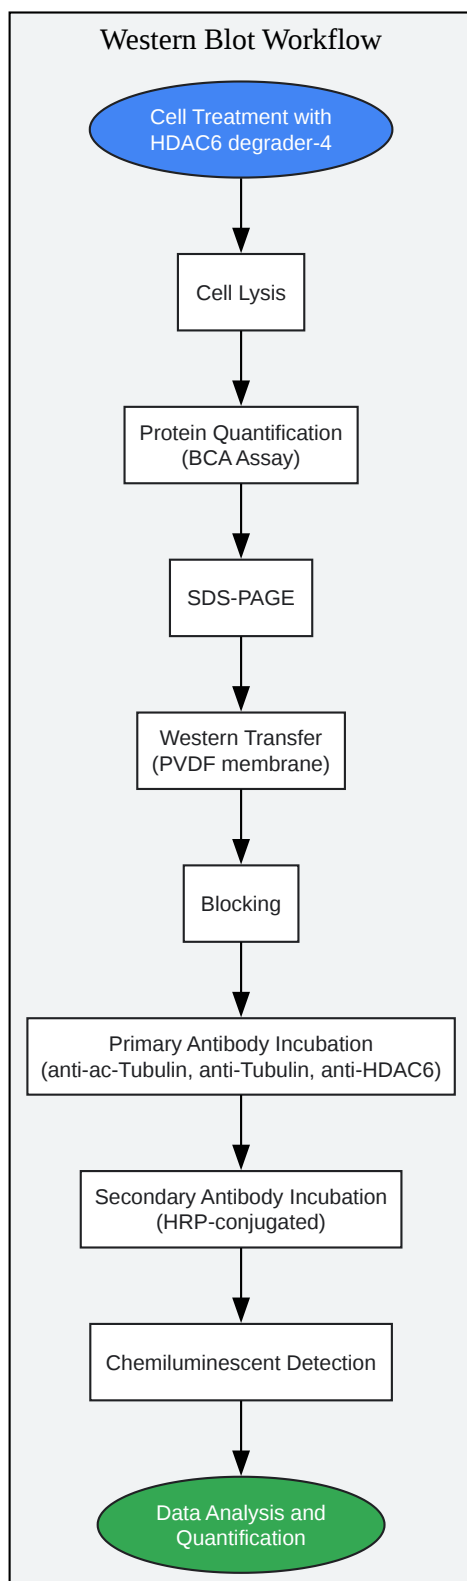 Western Blot Workflow
Cell Treatment with
HDAC6 degrader-4
Cell Lysis
Protein Quantification
(BCA Assay)
SDS-PAGE
Western Transfer
(PVDF membrane)
Blocking
Primary Antibody Incubation
(anti-ac-Tubulin, anti-Tubulin, anti-HDAC6)
Secondary Antibody Incubation
(HRP-conjugated)
Chemiluminescent Detection
Data Analysis and
Quantification